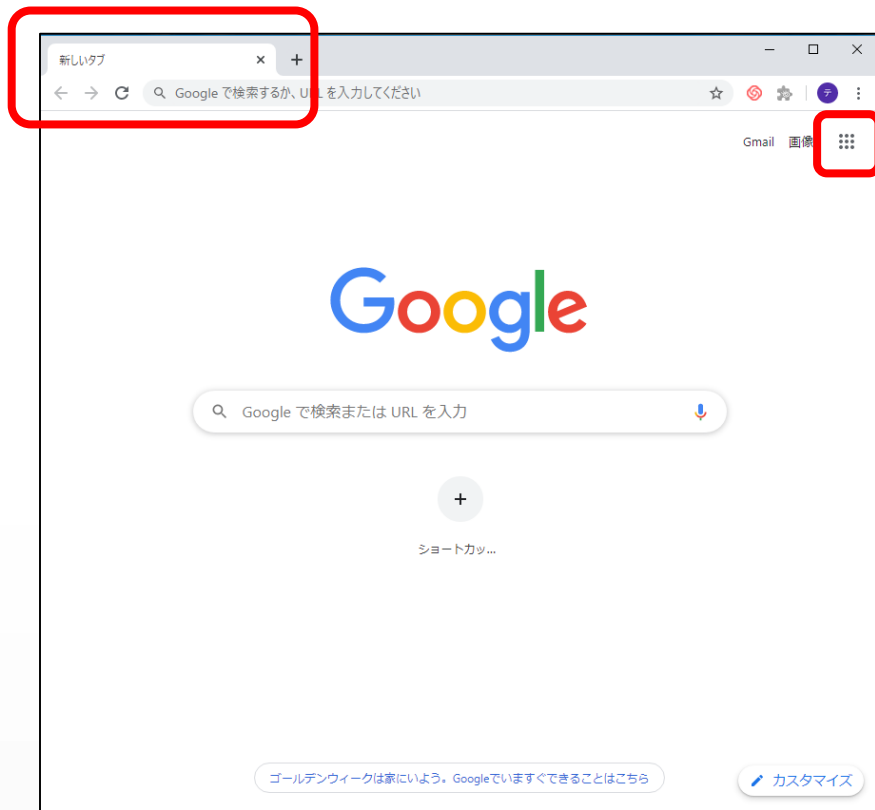 新しいタブ
Google で検索するか、URL を入力してください
テ
Gmail 画像
Google
Google で検索または URL を入力
ショートカッ...
ゴールデンウィークは家にいよう。Googleでいますぐできることはこちら
カスタマイズ